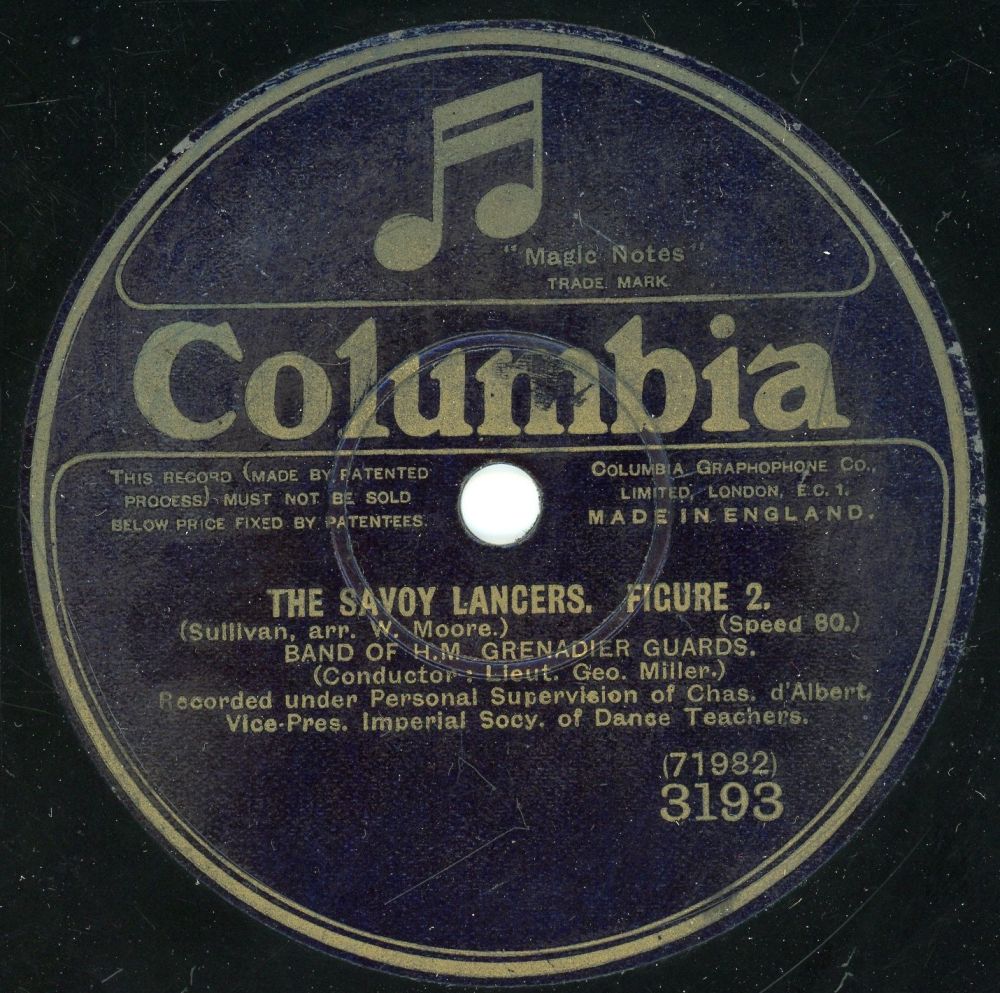 "Magic Notes"
TRADE MARK
Columbia
THIS RECORD (MADE BY PATENTED
PROCESS) MUST NOT BE SOLD
BELOW PRICE FIXED BY PATENTEES.
COLUMBIA GRAPHOPHONE CO.,
LIMITED, LONDON, E.C. 1.
MADE IN ENGLAND.
THE SAVOY LANCERS. FIGURE 2.
(Sullivan, arr. W. Moore.) (Speed 80.)
BAND OF H.M. GRENADIER GUARDS.
(Conductor : Lieut. Geo. Miller.)
Recorded under Personal Supervision of Chas. d'Albert,
Vice-Pres. Imperial Socy. of Dance Teachers.
(71982)
3193